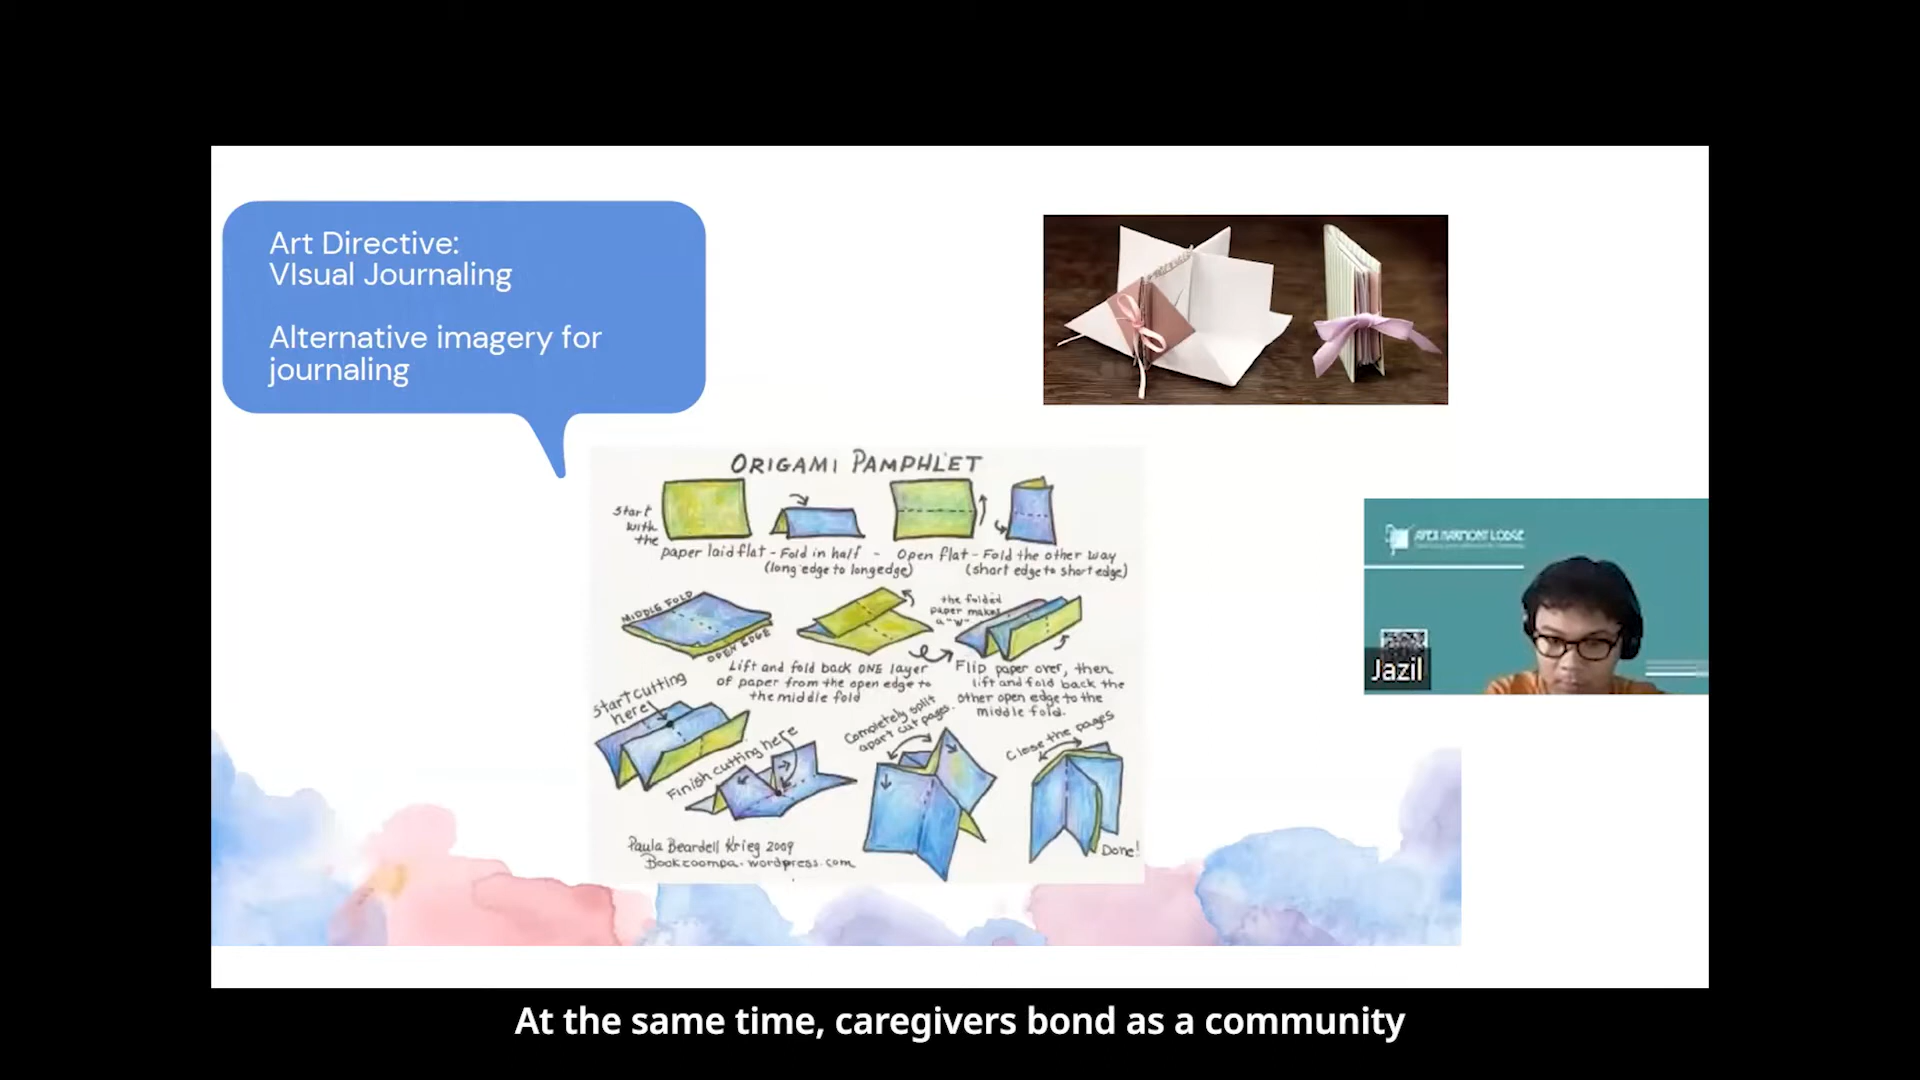 Art Directive:
VIsual Journaling
Alternative imagery for
journaling
ORIGAMI PAMPHLET
Start
with
the
paper laid flat - Fold in half - Open flat - Fold the other way
(long edge to long edge) (short edge to short edge)
MIDDLE FOLD
OPEN EDGE
the folded
paper makes
a "W"
Lift and fold back ONE layer
of paper from the open edge to
the middle fold
Flip paper over, then
lift and fold back the
other open edge to the
middle fold.
Start cutting
here
Finish cutting here
Completely split
apart cut pages.
Close the pages
Done!
Paula Beardell Krieg 2009
Bookzoompa.wordpress.com
APEX HARMONY LODGE
Jazil
At the same time, caregivers bond as a community